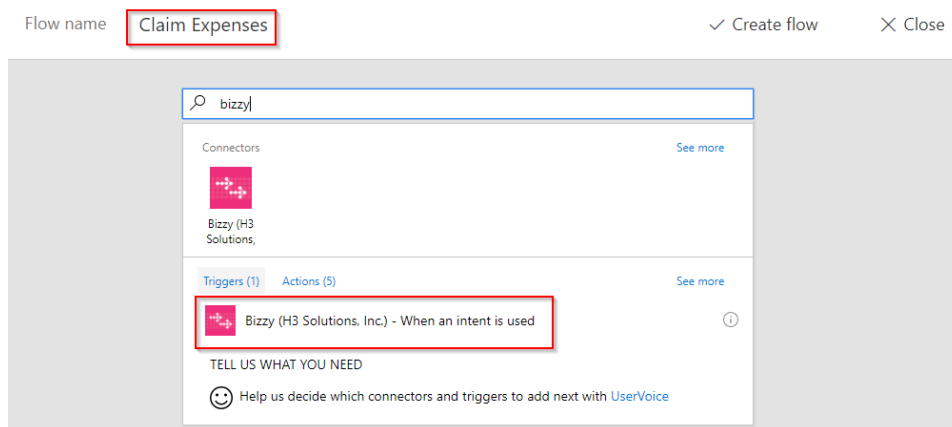 Flow name Claim Expenses Create flow Close
bizzy
Connectors See more
Bizzy (H3
Solutions,
Triggers (1) Actions (5) See more
Bizzy (H3 Solutions, Inc.) - When an intent is used
TELL US WHAT YOU NEED
Help us decide which connectors and triggers to add next with UserVoice